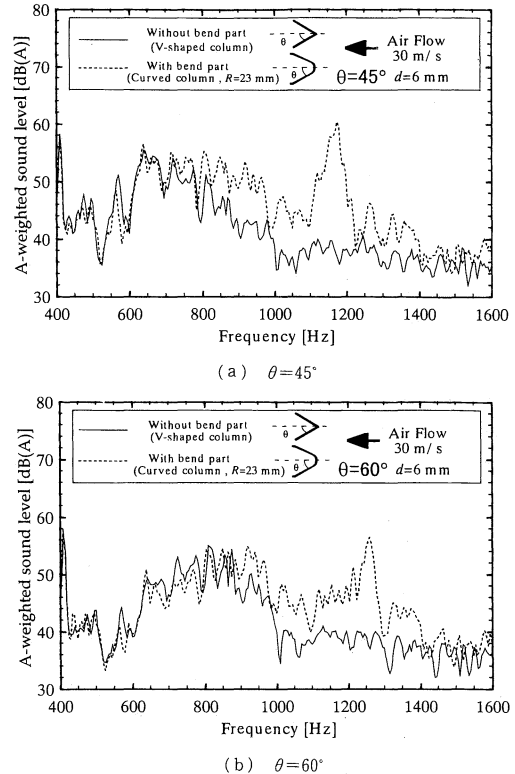 80
70
60
50
40
30
A-weighted sound level [dB(A)]
Without bend part
(V-shaped column)
θ
With bend part
(Curved column , R=23 mm)
θ
Air Flow
30 m/ s
θ=45° d=6 mm
400 600 800 1000 1200 1400 1600
Frequency [Hz]
(a) θ=45°
80
70
60
50
40
30
A-weighted sound level [dB(A)]
Without bend part
(V-shaped column)
θ
With bend part
(Curved column , R=23 mm)
θ
Air Flow
30 m/ s
θ=60° d=6 mm
400 600 800 1000 1200 1400 1600
Frequency [Hz]
(b) θ=60°